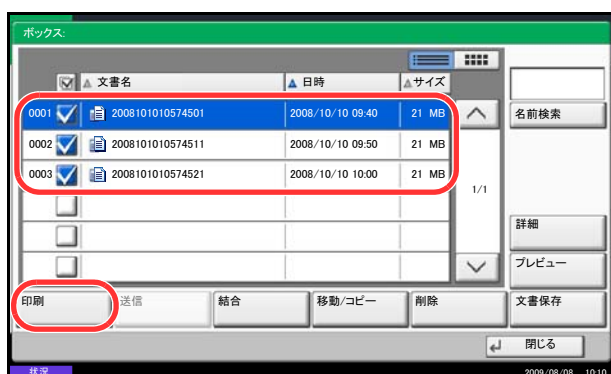 ボックス:
文書名 日時 サイズ
0001 2008101010574501 2008/10/10 09:40 21 MB
名前検索
0002 2008101010574511 2008/10/10 09:50 21 MB
0003 2008101010574521 2008/10/10 10:00 21 MB
1/1
詳細
プレビュー
印刷 送信 結合 移動/コピー 削除 文書保存
閉じる
状況 2009/08/08 10:10